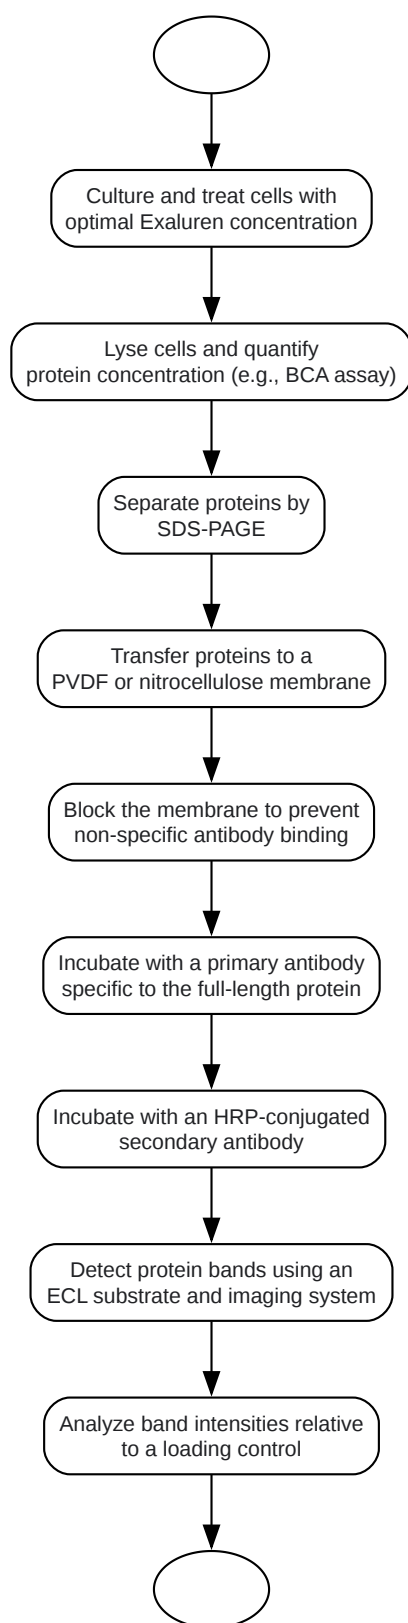 Culture and treat cells with
optimal Exaluren concentration
Lyse cells and quantify
protein concentration (e.g., BCA assay)
Separate proteins by
SDS-PAGE
Transfer proteins to a
PVDF or nitrocellulose membrane
Block the membrane to prevent
non-specific antibody binding
Incubate with a primary antibody
specific to the full-length protein
Incubate with an HRP-conjugated
secondary antibody
Detect protein bands using an
ECL substrate and imaging system
Analyze band intensities relative
to a loading control